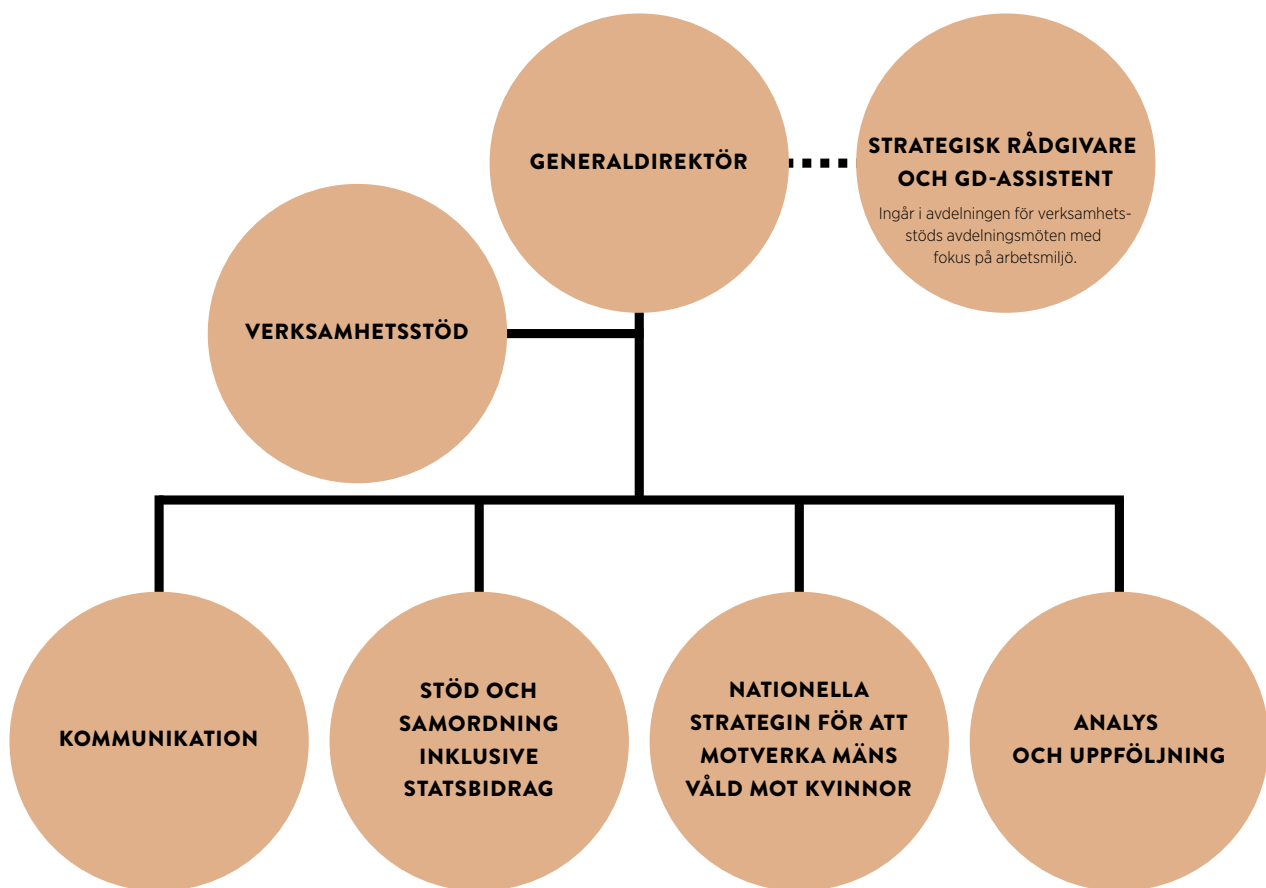 GENERALDIREKTÖR
STRATEGISK RÅDGIVARE
OCH GD-ASSISTENT
Ingår i avdelningen för verksamhets-
stöds avdelningsmöten med
fokus på arbetsmiljö.
VERKSAMHETSSTÖD
KOMMUNIKATION
STÖD OCH
SAMORDNING
INKLUSIVE
STATSBIDRAG
NATIONELLA
STRATEGIN FÖR ATT
MOTVERKA MÄNS
VÅLD MOT KVINNOR
ANALYS
OCH UPPFÖLJNING